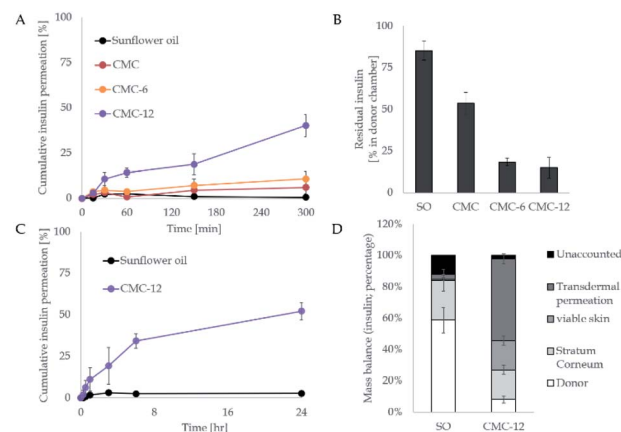 A
Cumulative insulin permeation [%]
100
75
50
25
0
Sunflower oil
CMC
CMC-6
CMC-12
0
60
120
180
240
300
Time [min]
B
Residual insulin
[% in donor chamber]
100
75
50
25
0
SO
CMC
CMC-6
CMC-12
C
Cumulative insulin permeation [%]
100
75
50
25
0
Sunflower oil
CMC-12
0
6
12
18
24
Time [hr]
D
Mass balance (insulin; percentage)
120%
100%
80%
60%
40%
20%
0%
SO
CMC-12
Unaccounted
Transdermal
permeation
viable skin
Stratum
Corneum
Donor